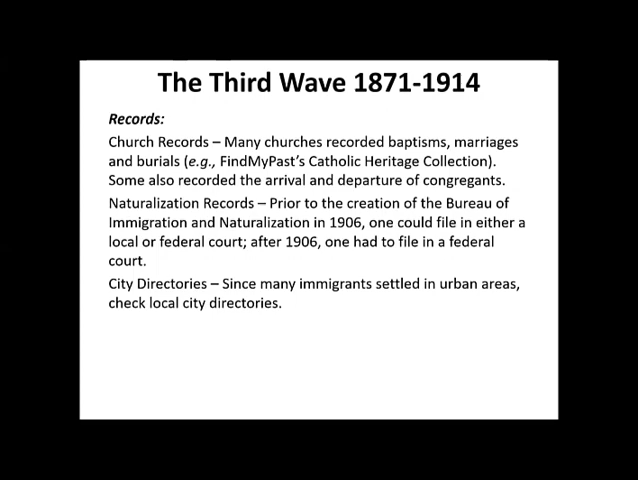 The Third Wave 1871-1914
Records:
Church Records – Many churches recorded baptisms, marriages
and burials (e.g., FindMyPast's Catholic Heritage Collection).
Some also recorded the arrival and departure of congregants.
Naturalization Records – Prior to the creation of the Bureau of
Immigration and Naturalization in 1906, one could file in either a
local or federal court; after 1906, one had to file in a federal
court.
City Directories – Since many immigrants settled in urban areas,
check local city directories.